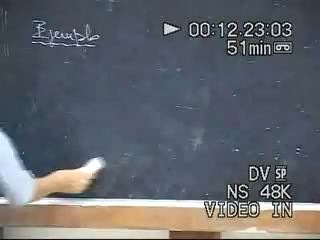 Ejemplo
▶ 00:12.23:03
51min
DV SP
NS 48K
VIDEO IN